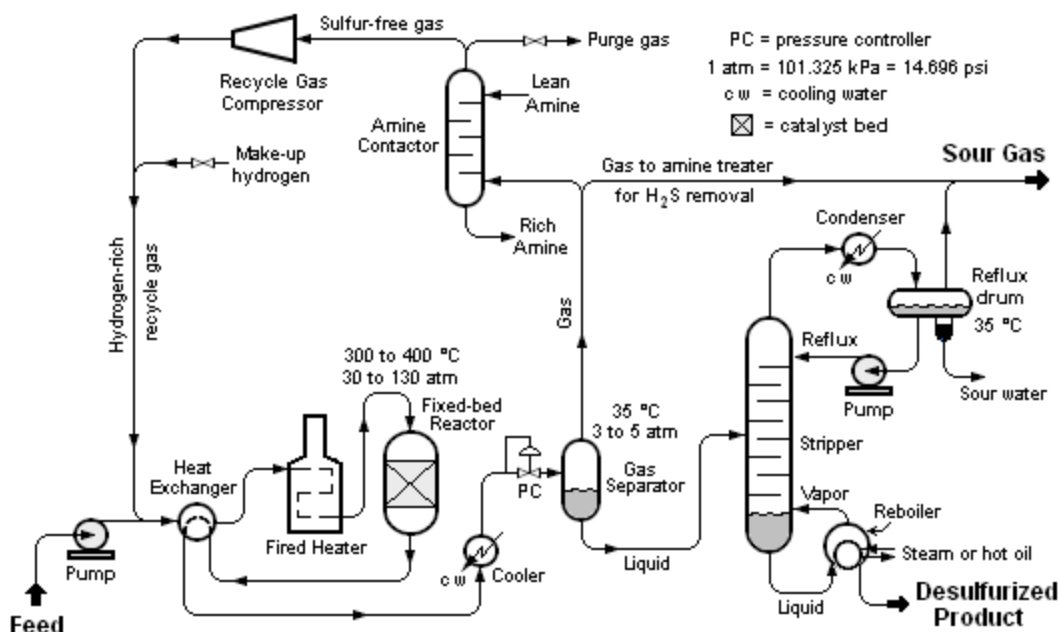 Sulfur-free gas
Purge gas
PC = pressure controller
1 atm = 101.325 kPa = 14.696 psi
c w = cooling water
= catalyst bed
Recycle Gas
Compressor
Lean
Amine
Amine
Contactor
Make-up
hydrogen
Gas to amine treater
for H₂S removal
Sour Gas
Rich
Amine
Condenser
c w
Reflux
drum
35 ºC
Hydrogen-rich
recycle gas
Gas
300 to 400 ºC
30 to 130 atm
Fixed-bed
Reactor
Reflux
Pump
Sour water
35 ºC
3 to 5 atm
Gas
Separator
Stripper
Heat
Exchanger
PC
Vapor
Reboiler
Steam or hot oil
Fired Heater
Pump
c w
Cooler
Liquid
Liquid
Desulfurized
Product
Feed